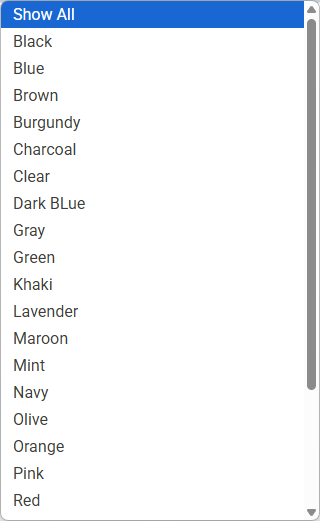 Show All
Black
Blue
Brown
Burgundy
Charcoal
Clear
Dark BLue
Gray
Green
Khaki
Lavender
Maroon
Mint
Navy
Olive
Orange
Pink
Red